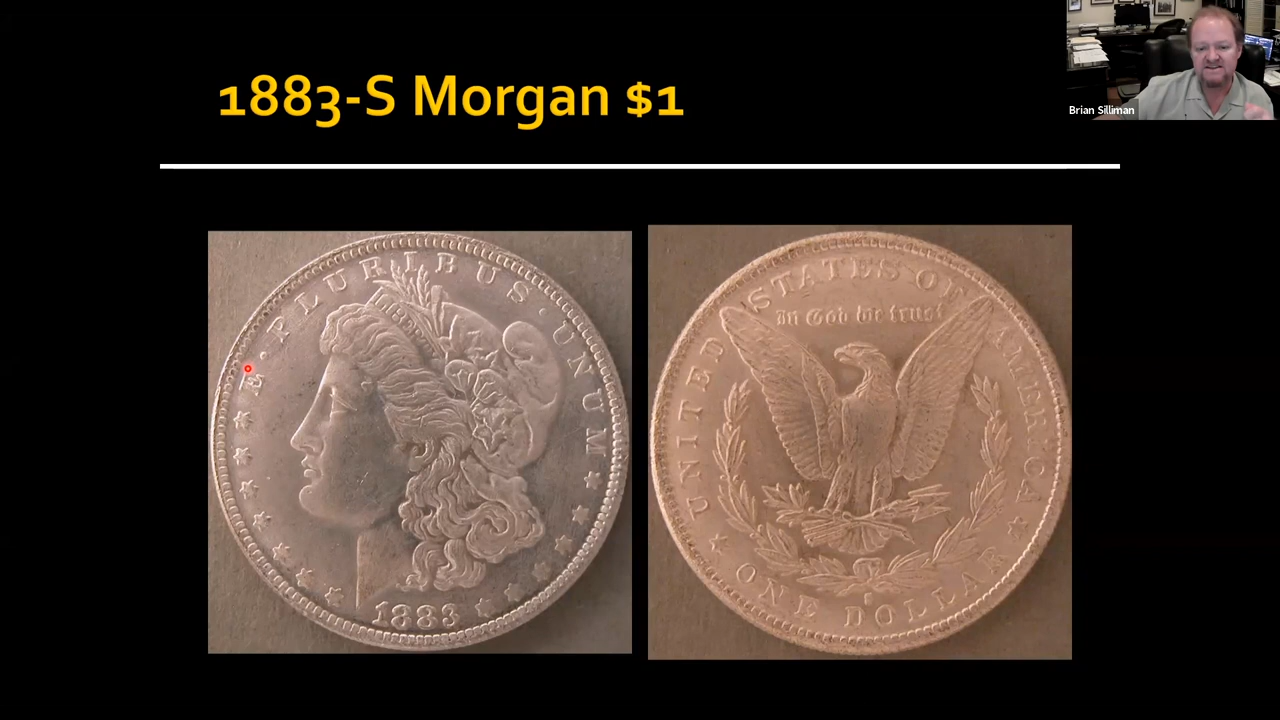 1883-S Morgan $1
Brian Silliman
E · PLURIBUS · UNUM
LIBERTY
1883
UNITED STATES OF AMERICA
In God we trust
S
ONE DOLLAR